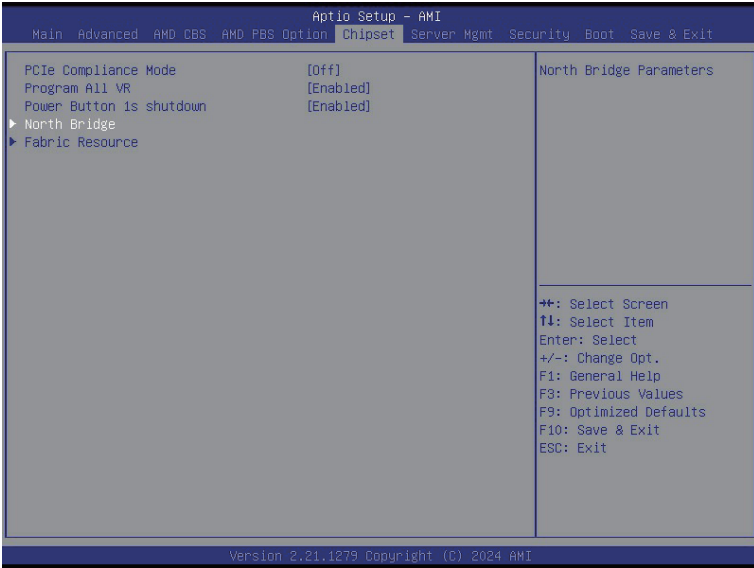 Aptio Setup - AMI
Main Advanced AMD CBS AMD PBS Option Chipset Server Mgmt Security Boot Save & Exit
PCIe Compliance Mode [Off]
Program All VR [Enabled]
Power Button 1s shutdown [Enabled]
▶ North Bridge
▶ Fabric Resource
North Bridge Parameters
→←: Select Screen
↑↓: Select Item
Enter: Select
+/-: Change Opt.
F1: General Help
F3: Previous Values
F9: Optimized Defaults
F10: Save & Exit
ESC: Exit
Version 2.21.1279 Copyright (C) 2024 AMI